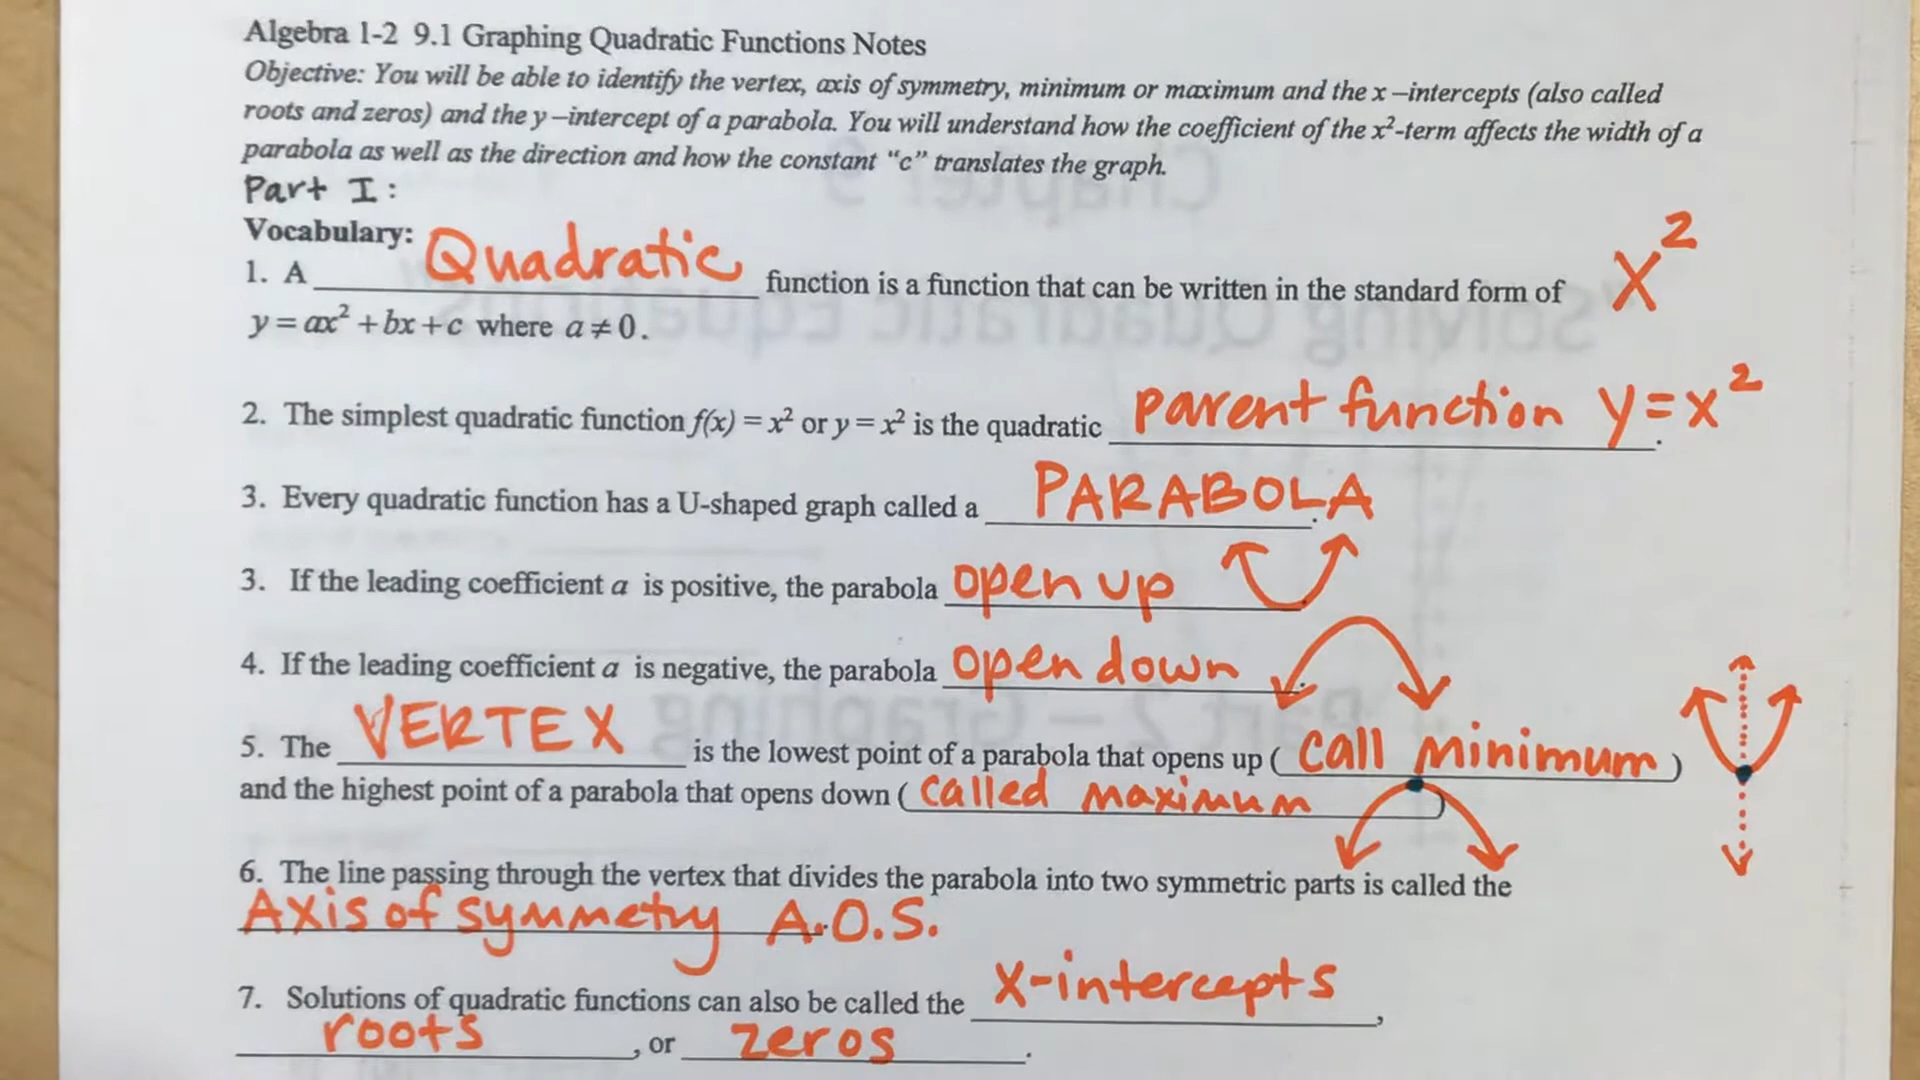 Algebra 1-2 9.1 Graphing Quadratic Functions Notes
Objective: You will be able to identify the vertex, axis of symmetry, minimum or maximum and the x –intercepts (also called
roots and zeros) and the y –intercept of a parabola. You will understand how the coefficient of the x²-term affects the width of a
parabola as well as the direction and how the constant “c” translates the graph.
Part I:
Vocabulary:
1. A Quadratic function is a function that can be written in the standard form of x²
y = ax² + bx + c where a ≠ 0.
2. The simplest quadratic function f(x) = x² or y = x² is the quadratic parent function y=x².
3. Every quadratic function has a U-shaped graph called a PARABOLA.
3. If the leading coefficient a is positive, the parabola open up.
4. If the leading coefficient a is negative, the parabola open down.
5. The VERTEX is the lowest point of a parabola that opens up ( call minimum )
and the highest point of a parabola that opens down ( called maximum )
6. The line passing through the vertex that divides the parabola into two symmetric parts is called the
Axis of symmetry A.O.S.
7. Solutions of quadratic functions can also be called the x-intercepts,
roots, or zeros.
Chapter 9
Solving Quadratic Equations
Part 2 – Graphing